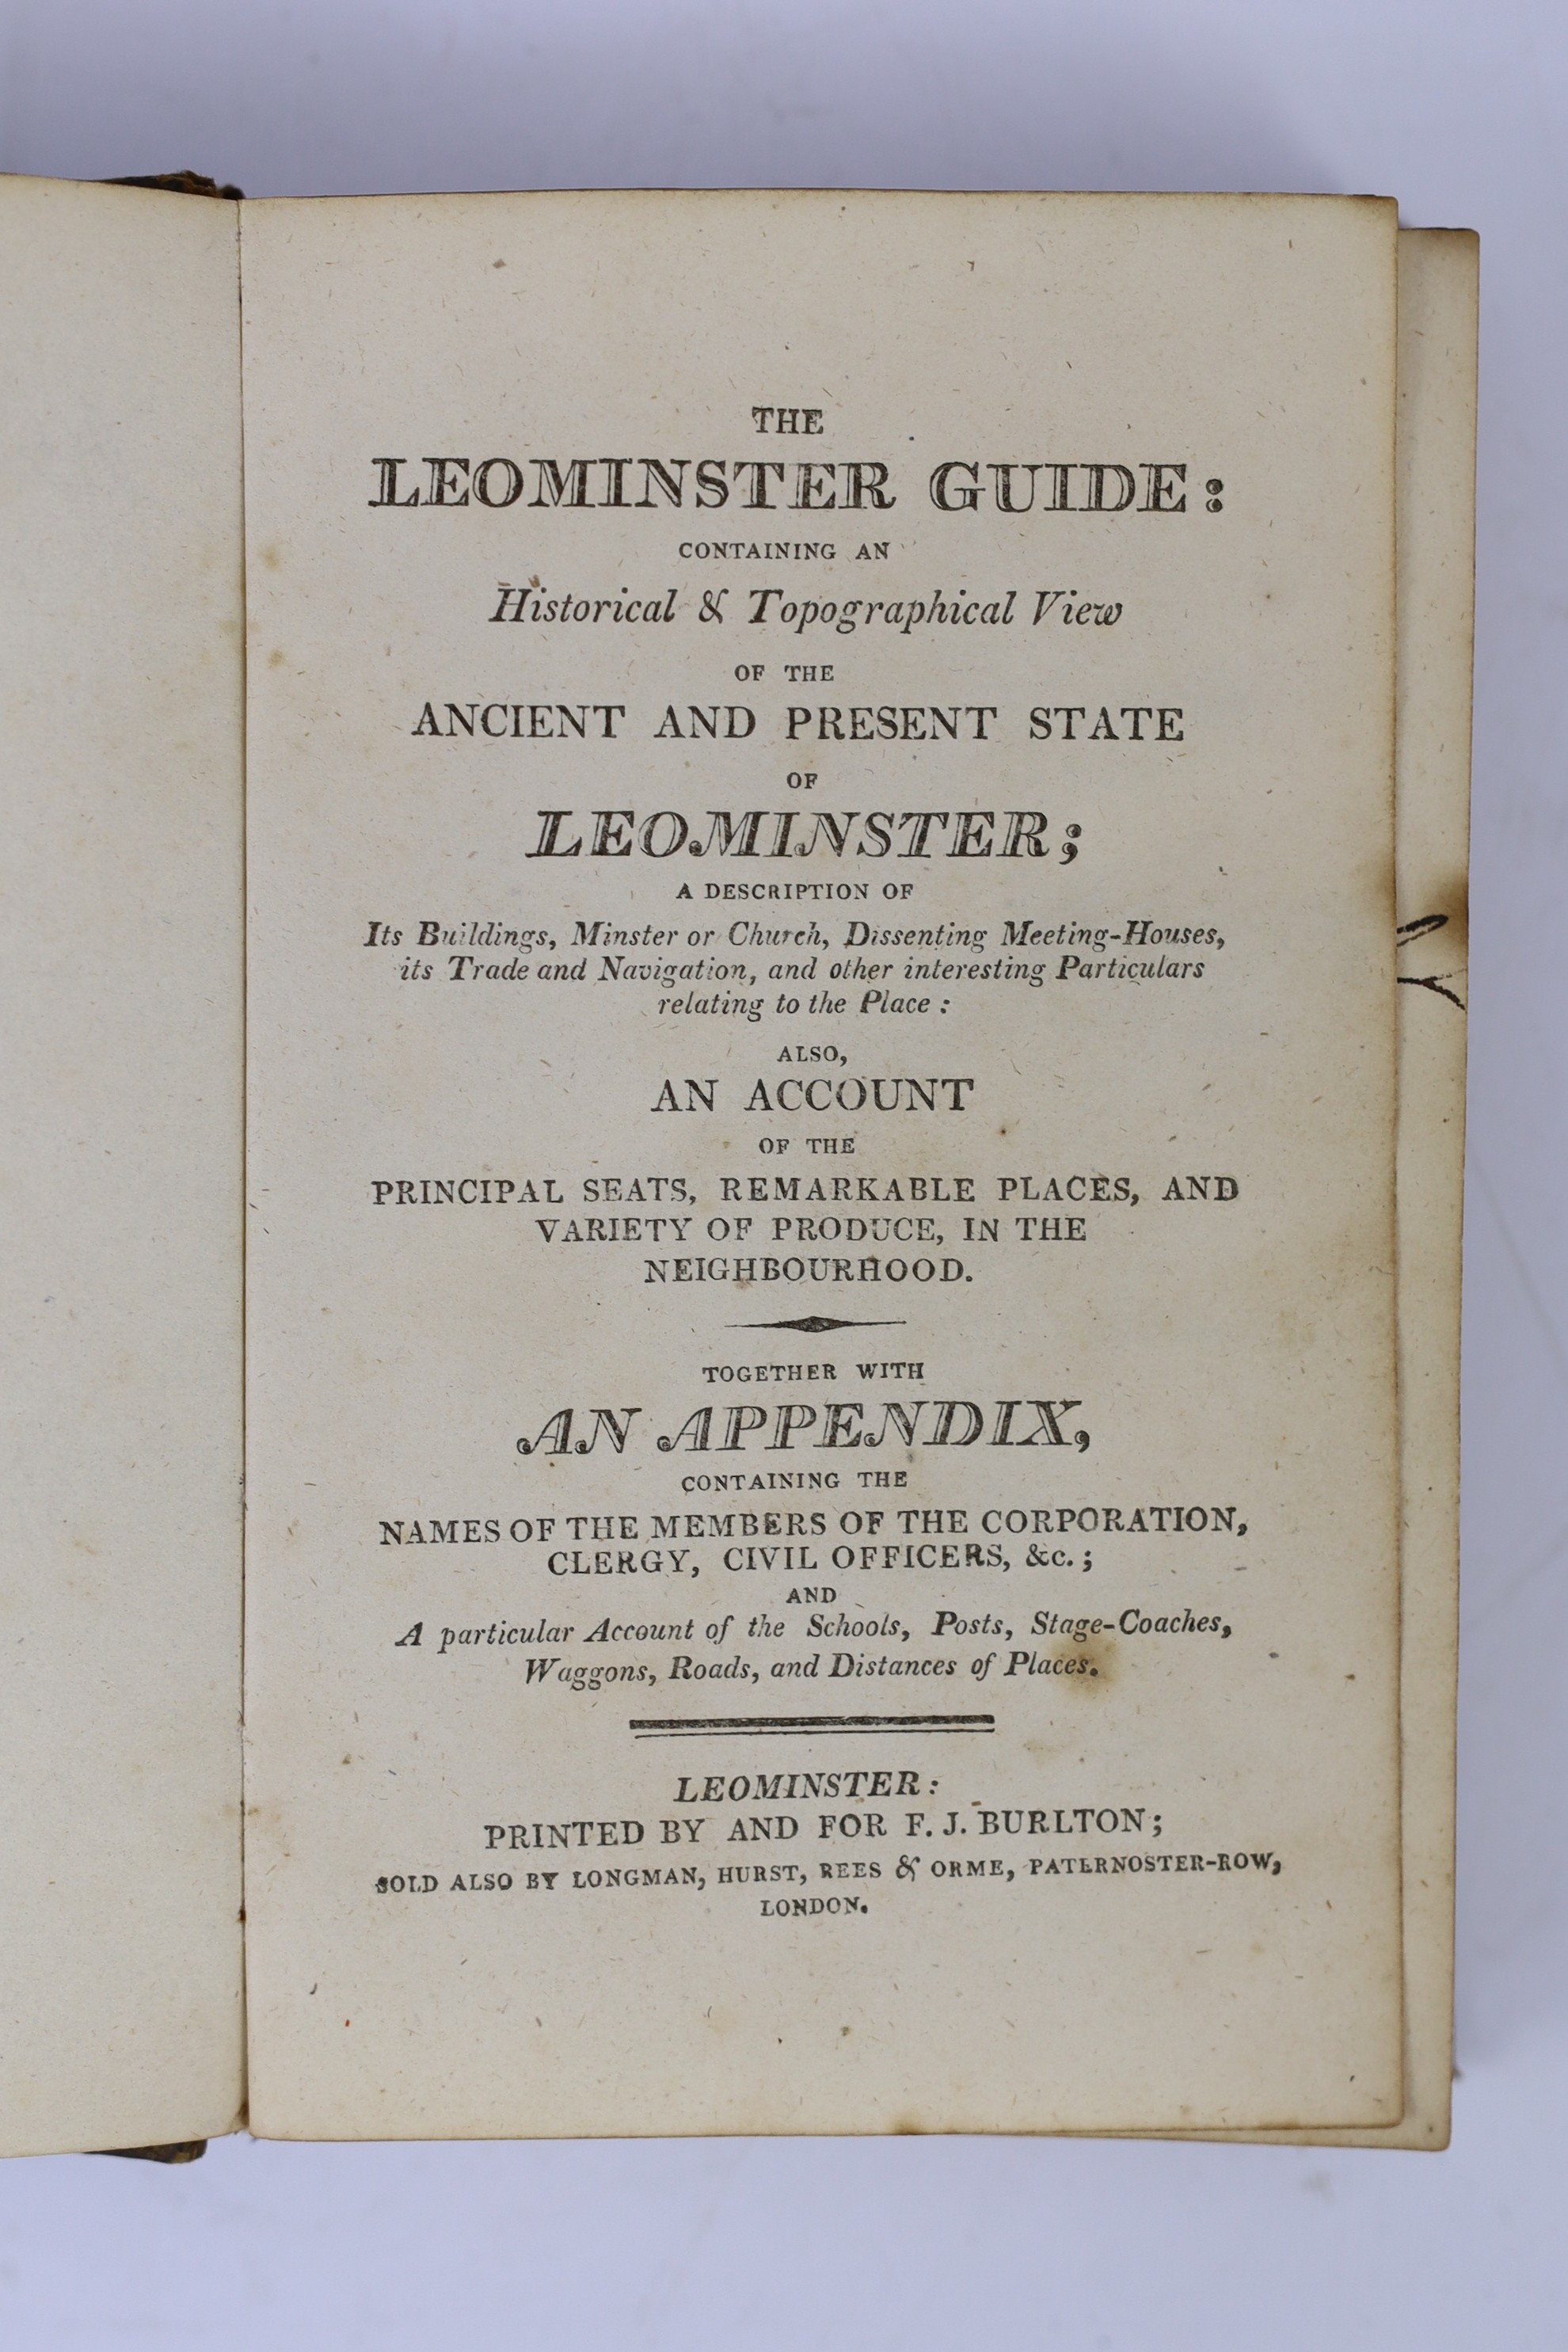 THE
LEOMINSTER GUIDE:
CONTAINING AN
Historical & Topographical View
OF THE
ANCIENT AND PRESENT STATE
OF
LEOMINSTER;
A DESCRIPTION OF
Its Buildings, Minster or Church, Dissenting Meeting-Houses,
its Trade and Navigation, and other interesting Particulars
relating to the Place :
ALSO,
AN ACCOUNT
OF THE
PRINCIPAL SEATS, REMARKABLE PLACES, AND
VARIETY OF PRODUCE, IN THE
NEIGHBOURHOOD.
TOGETHER WITH
AN APPENDIX,
CONTAINING THE
NAMES OF THE MEMBERS OF THE CORPORATION,
CLERGY, CIVIL OFFICERS, &c. ;
AND
A particular Account of the Schools, Posts, Stage-Coaches,
Waggons, Roads, and Distances of Places.
LEOMINSTER:
PRINTED BY AND FOR F. J. BURLTON;
SOLD ALSO BY LONGMAN, HURST, REES & ORME, PATERNOSTER-ROW,
LONDON.